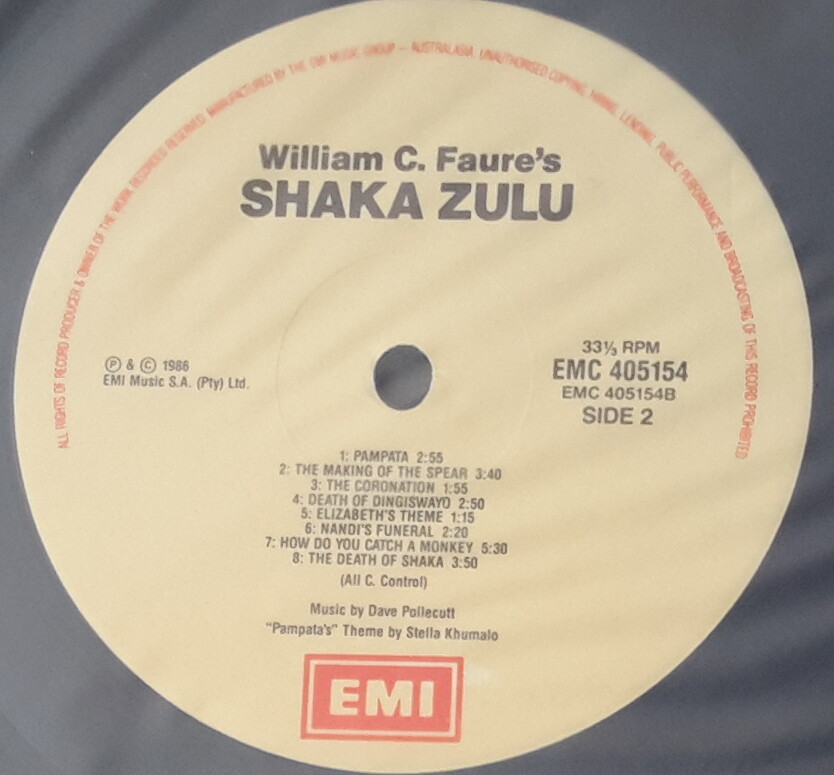 ALL RIGHTS OF RECORD PRODUCER & OWNER OF THE WORK RECORDED RESERVED. MANUFACTURED BY THE EMI MUSIC GROUP – AUSTRALASIA. UNAUTHORISED COPYING, HIRING, LENDING, PUBLIC PERFORMANCE AND BROADCASTING OF THIS RECORD PROHIBITED
William C. Faure's
SHAKA ZULU
Ⓟ & © 1986
EMI Music S.A. (Pty) Ltd.
33⅓ RPM
EMC 405154
EMC 405154B
SIDE 2
1: PAMPATA 2:55
2: THE MAKING OF THE SPEAR 3:40
3: THE CORONATION 1:55
4: DEATH OF DINGISWAYO 2:50
5: ELIZABETH'S THEME 1:15
6: NANDI'S FUNERAL 2:20
7: HOW DO YOU CATCH A MONKEY 5:30
8: THE DEATH OF SHAKA 3:50
(All C. Control)
Music by Dave Pollecutt
"Pampata's" Theme by Stella Khumalo
EMI